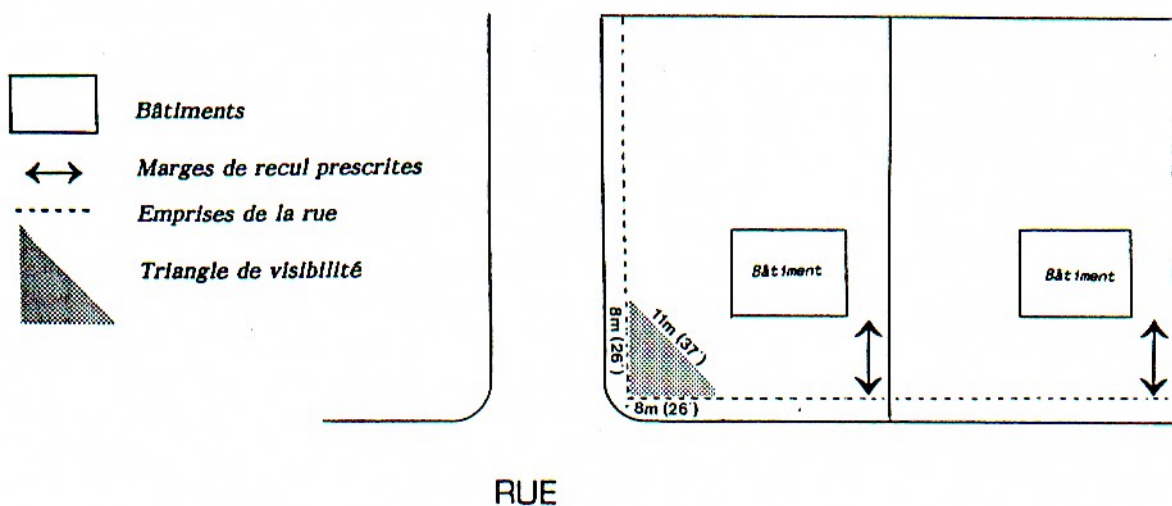 Bâtiments
Marges de recul prescrites
Emprises de la rue
Triangle de visibilité
Bâtiment
Bâtiment
8m (26')
11m (37')
8m (26')
RUE